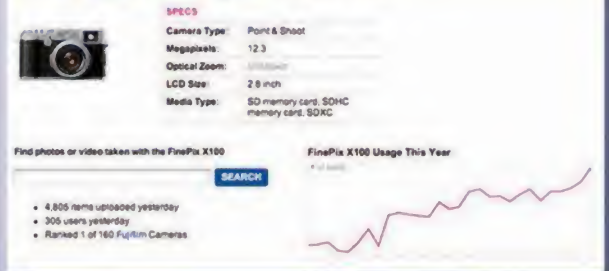 SPECS
Camera Type: Point & Shoot
Megapixels: 12.3
Optical Zoom:
LCD Size: 2.8 inch
Media Type: SD memory card, SDHC
memory card, SDXC
Find photos or video taken with the FinePix X100
SEARCH
4,805 items uploaded yesterday
305 users yesterday
Ranked 1 of 160 Fujifilm Cameras
FinePix X100 Usage This Year